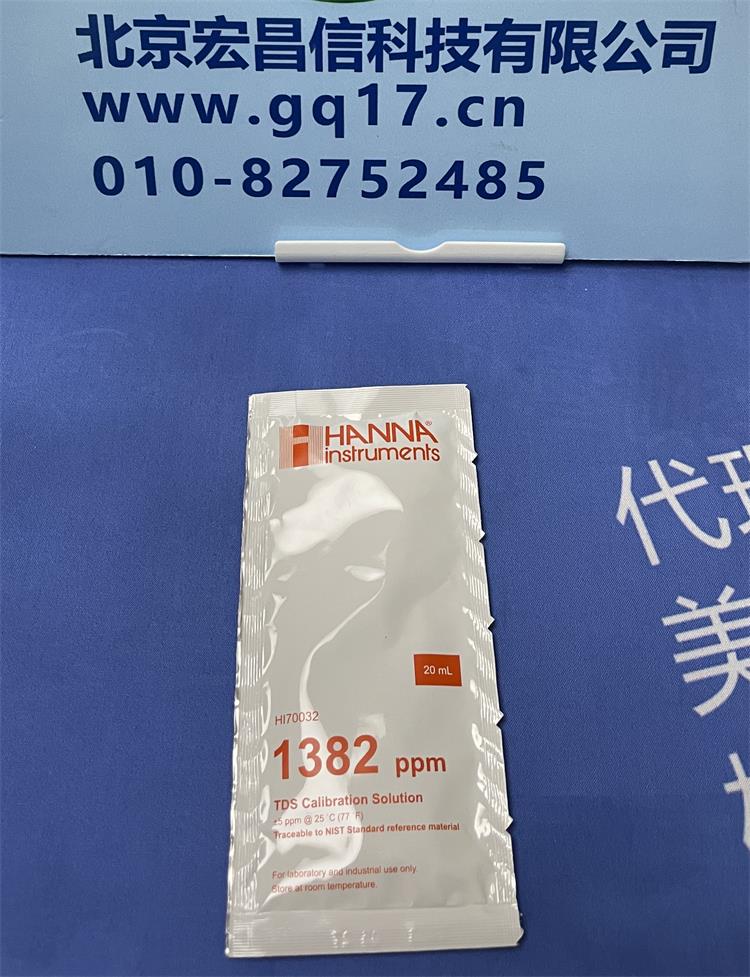 北京宏昌信科技有限公司
www.gq17.cn
010-82752485
HANNA®
instruments
代理
美
20 mL
HI70032
1382 ppm
TDS Calibration Solution
±5 ppm @ 25 °C (77 °F)
Traceable to NIST Standard reference material
For laboratory and industrial use only.
Store at room temperature.